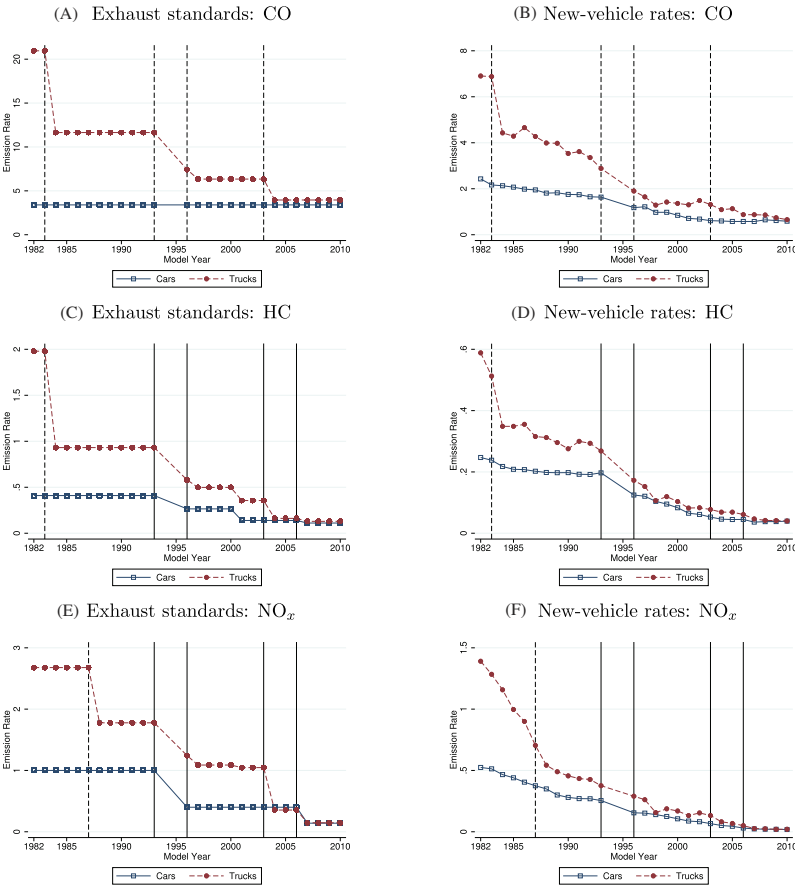 (A) Exhaust standards: CO
Emission Rate
0 5 10 15 20
1982 1985 1990 1995 2000 2005 2010
Model Year
Cars Trucks
(B) New-vehicle rates: CO
Emission Rate
0 2 4 6 8
1982 1985 1990 1995 2000 2005 2010
Model Year
Cars Trucks
(C) Exhaust standards: HC
Emission Rate
0 .5 1 1.5 2
1982 1985 1990 1995 2000 2005 2010
Model Year
Cars Trucks
(D) New-vehicle rates: HC
Emission Rate
0 .2 .4 .6
1982 1985 1990 1995 2000 2005 2010
Model Year
Cars Trucks
(E) Exhaust standards: NOₓ
Emission Rate
0 1 2 3
1982 1985 1990 1995 2000 2005 2010
Model Year
Cars Trucks
(F) New-vehicle rates: NOₓ
Emission Rate
0 .5 1 1.5
1982 1985 1990 1995 2000 2005 2010
Model Year
Cars Trucks